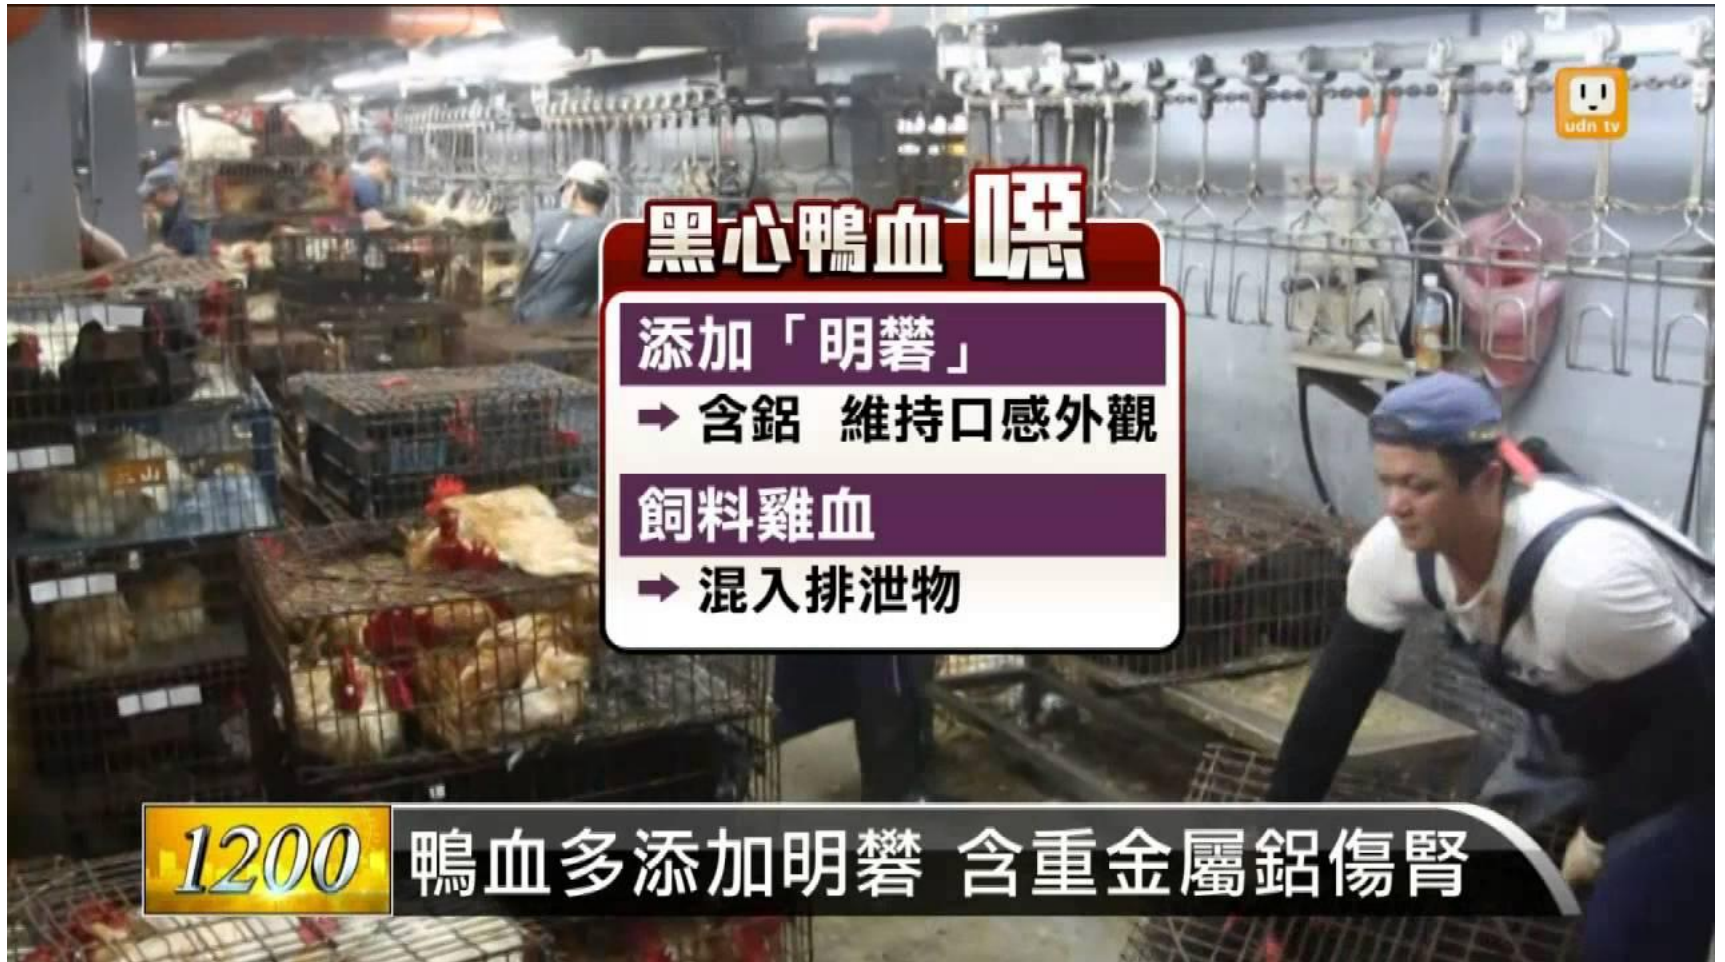 udn tv
黑心鴨血 噁
添加「明礬」
➡ 含鋁 維持口感外觀
飼料雞血
➡ 混入排泄物
1200 鴨血多添加明礬 含重金屬鋁傷腎